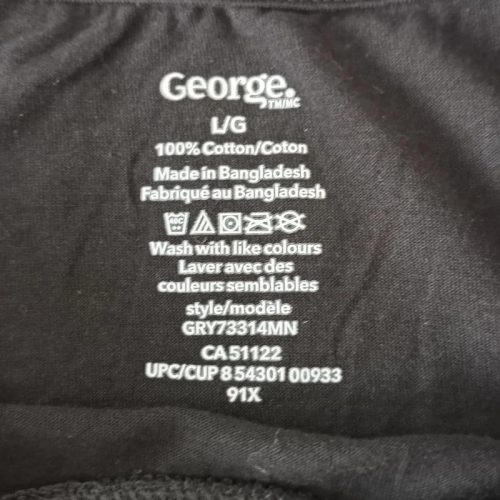 George.
TM/MC
L/G
100% Cotton/Coton
Made in Bangladesh
Fabriqué au Bangladesh
40C
Wash with like colours
Laver avec des
couleurs semblables
style/modèle
GRY73314MN
CA 51122
UPC/CUP 8 54301 00933
91X